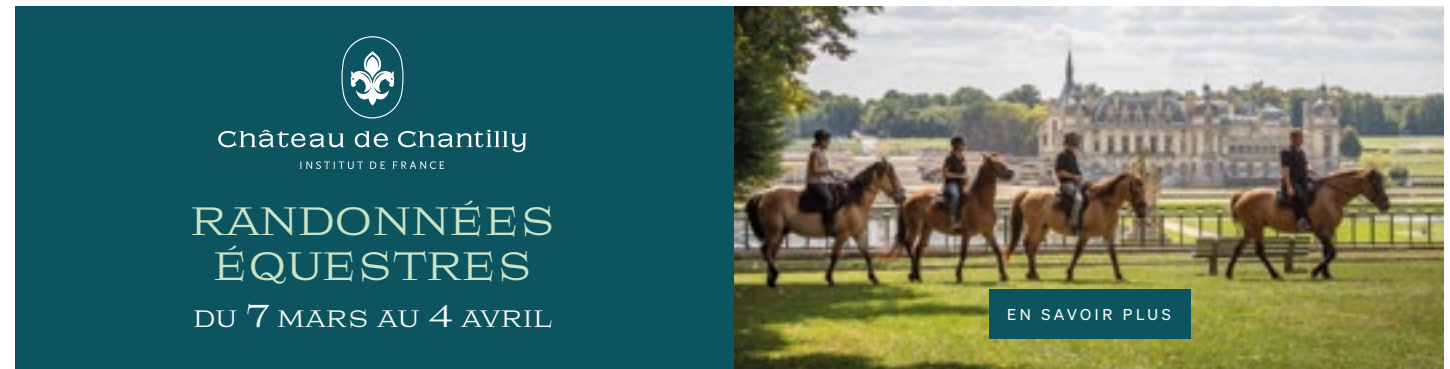 Château de Chantilly
INSTITUT DE FRANCE
RANDONNÉES
ÉQUESTRES
DU 7 MARS AU 4 AVRIL
EN SAVOIR PLUS